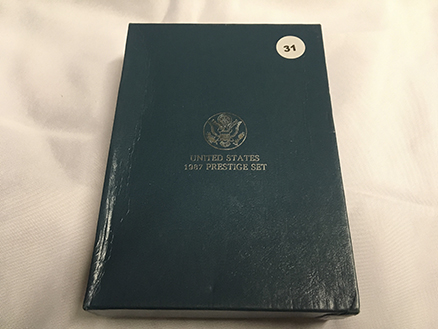 31
UNITED STATES
1987 PRESTIGE SET